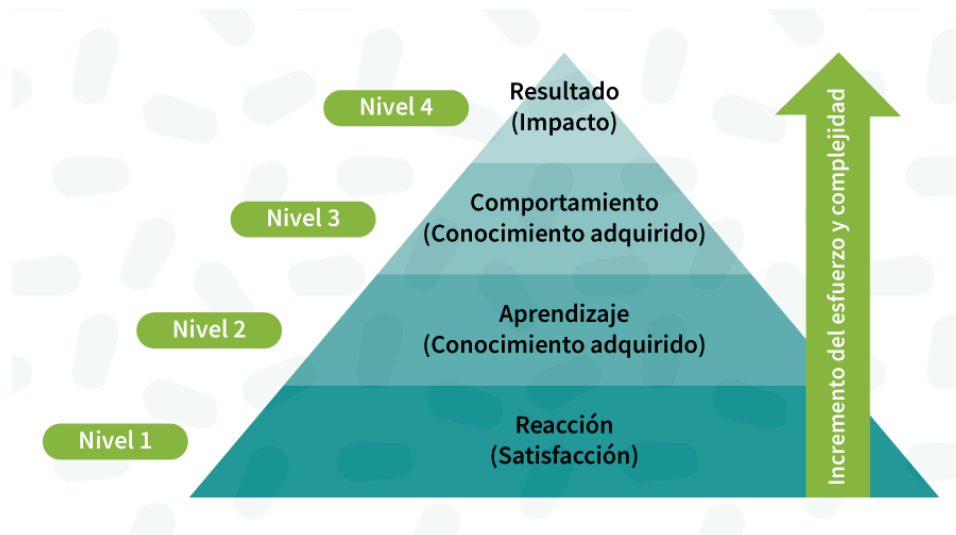 Nivel 4
Resultado
(Impacto)
Nivel 3
Comportamiento
(Conocimiento adquirido)
Nivel 2
Aprendizaje
(Conocimiento adquirido)
Nivel 1
Reacción
(Satisfacción)
Incremento del esfuerzo y complejidad